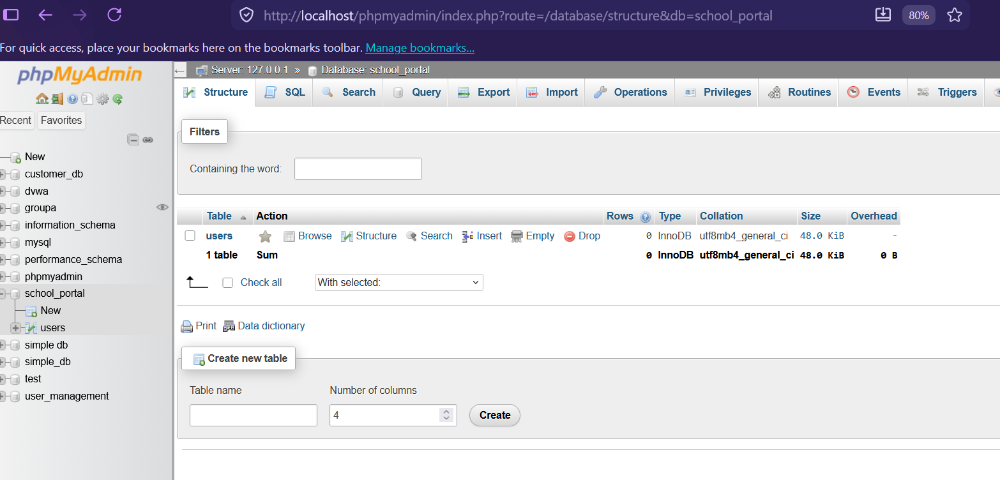 http://localhost/phpmyadmin/index.php?route=/database/structure&db=school_portal
80%
For quick access, place your bookmarks here on the bookmarks toolbar. Manage bookmarks...
phpMyAdmin
Recent Favorites
New
customer_db
dvwa
groupa
information_schema
mysql
performance_schema
phpmyadmin
school_portal
New
users
simple db
simple_db
test
user_management
Server: 127.0.0.1 » Database: school_portal
Structure SQL Search Query Export Import Operations Privileges Routines Events Triggers
Filters
Containing the word:
Table Action Rows Type Collation Size Overhead
users Browse Structure Search Insert Empty Drop 0 InnoDB utf8mb4_general_ci 48.0 KiB -
1 table Sum 0 InnoDB utf8mb4_general_ci 48.0 KiB 0 B
Check all With selected:
Print Data dictionary
Create new table
Table name Number of columns
4 Create